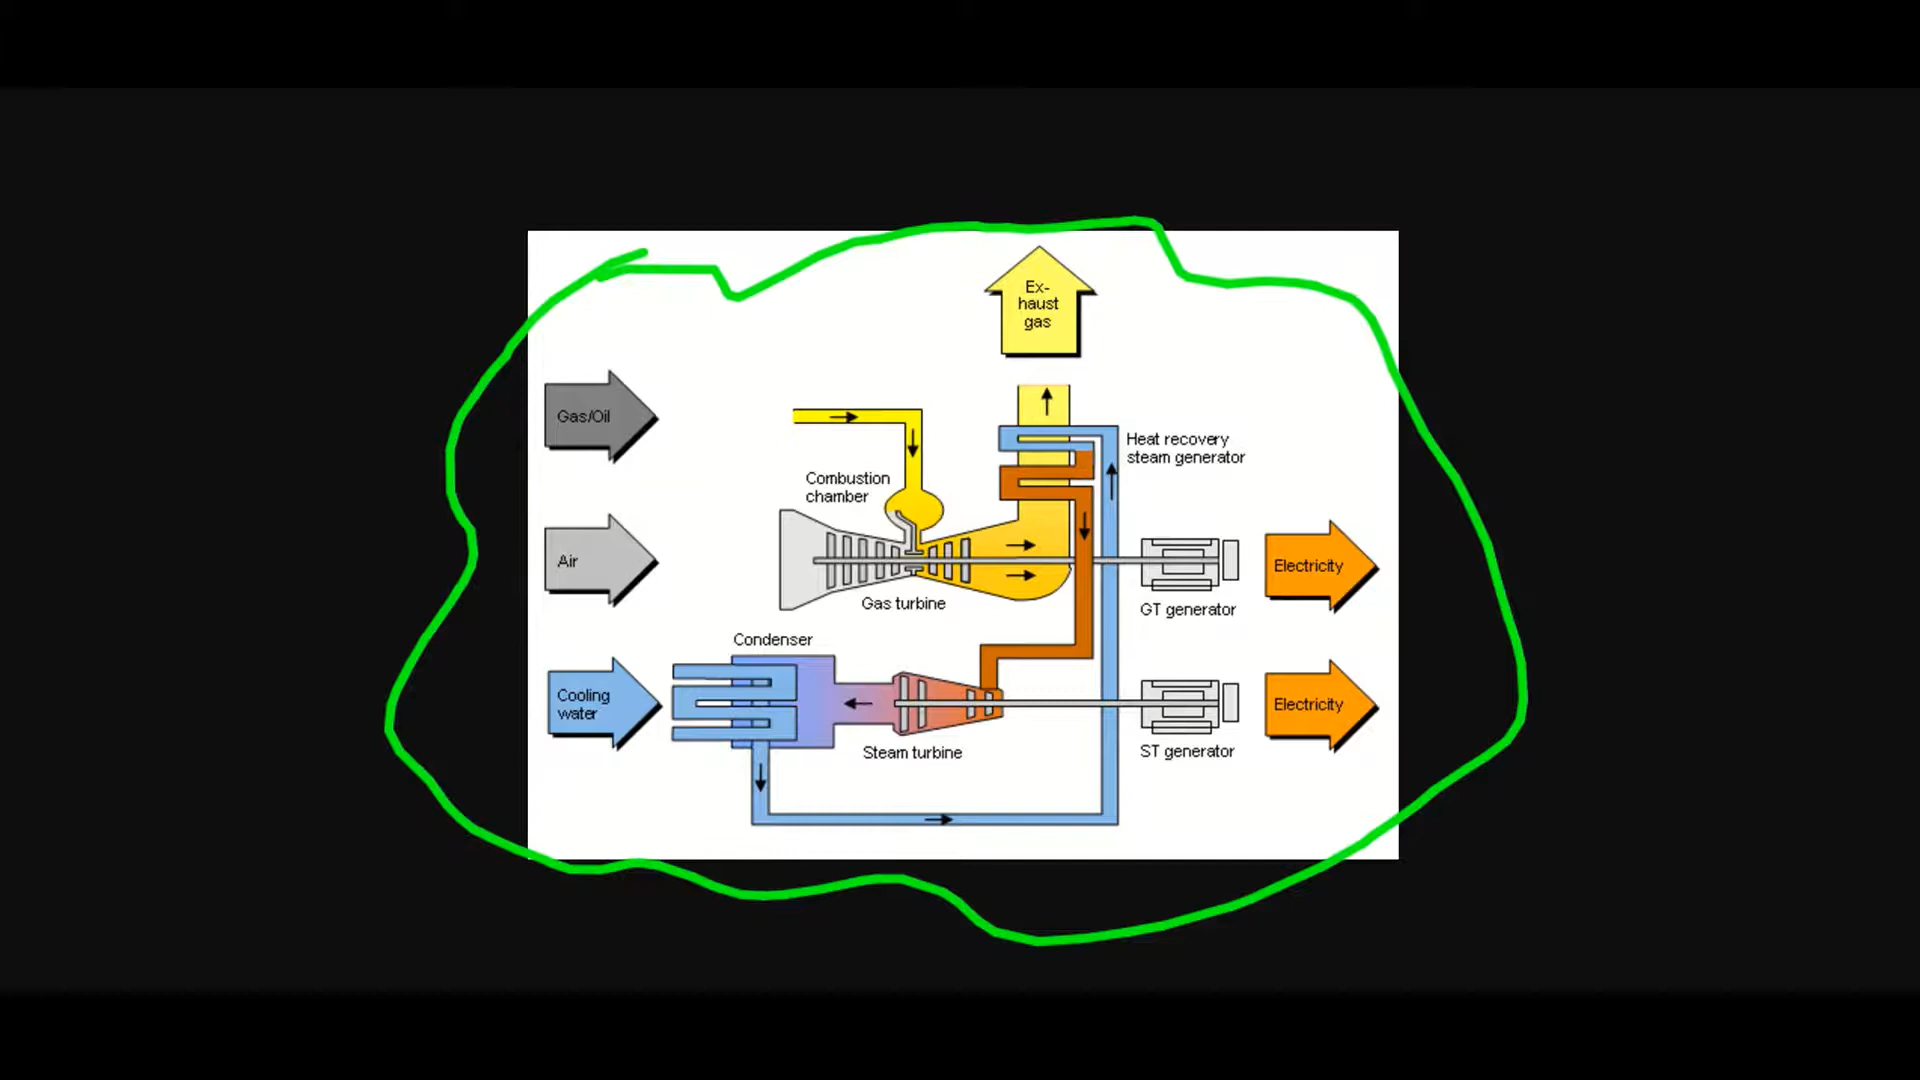 Ex-
haust
gas
Gas/Oil
Heat recovery
steam generator
Combustion
chamber
Air
Electricity
Gas turbine
GT generator
Condenser
Cooling
water
Electricity
Steam turbine
ST generator